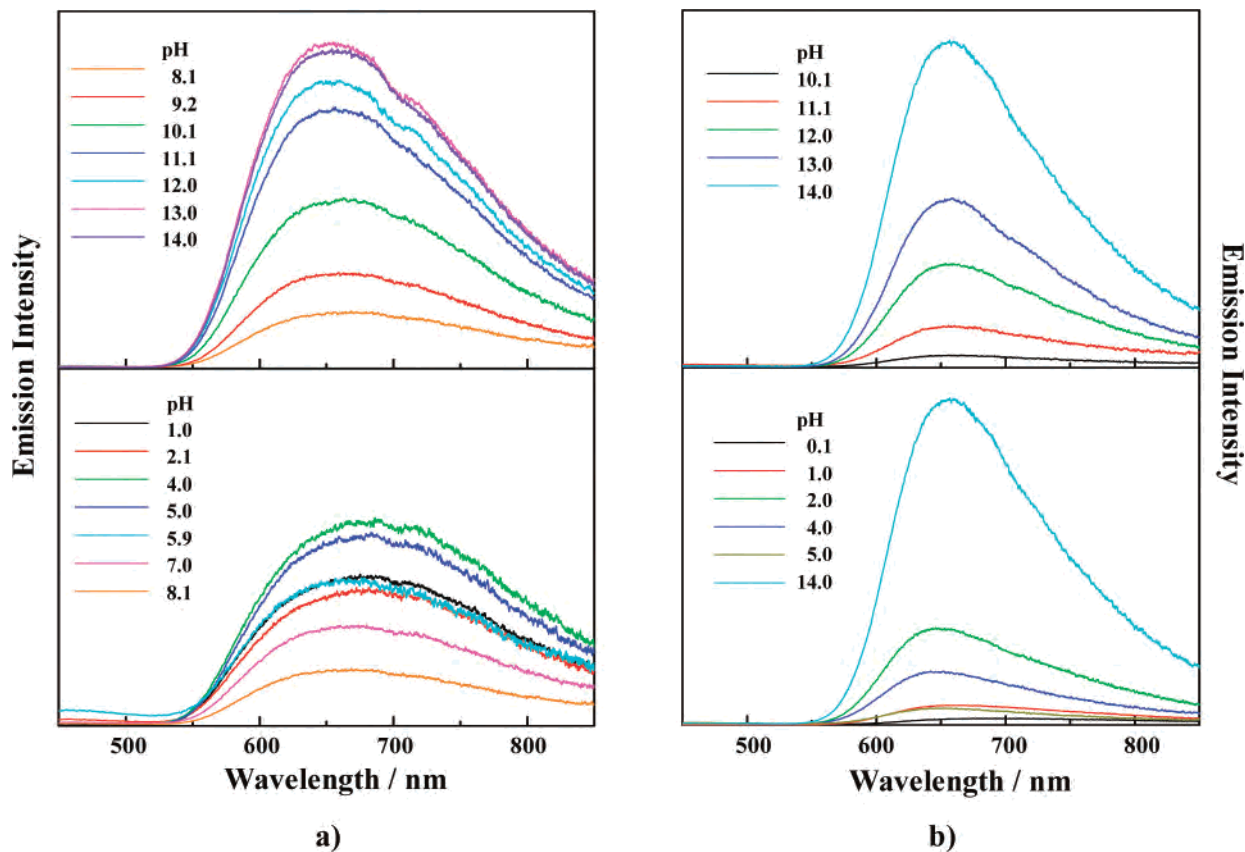 Emission Intensity
pH
8.1
9.2
10.1
11.1
12.0
13.0
14.0
pH
1.0
2.1
4.0
5.0
5.9
7.0
8.1
500 600 700 800
Wavelength / nm
a)
pH
10.1
11.1
12.0
13.0
14.0
pH
0.1
1.0
2.0
4.0
5.0
14.0
500 600 700 800
Wavelength / nm
b)
Emission Intensity